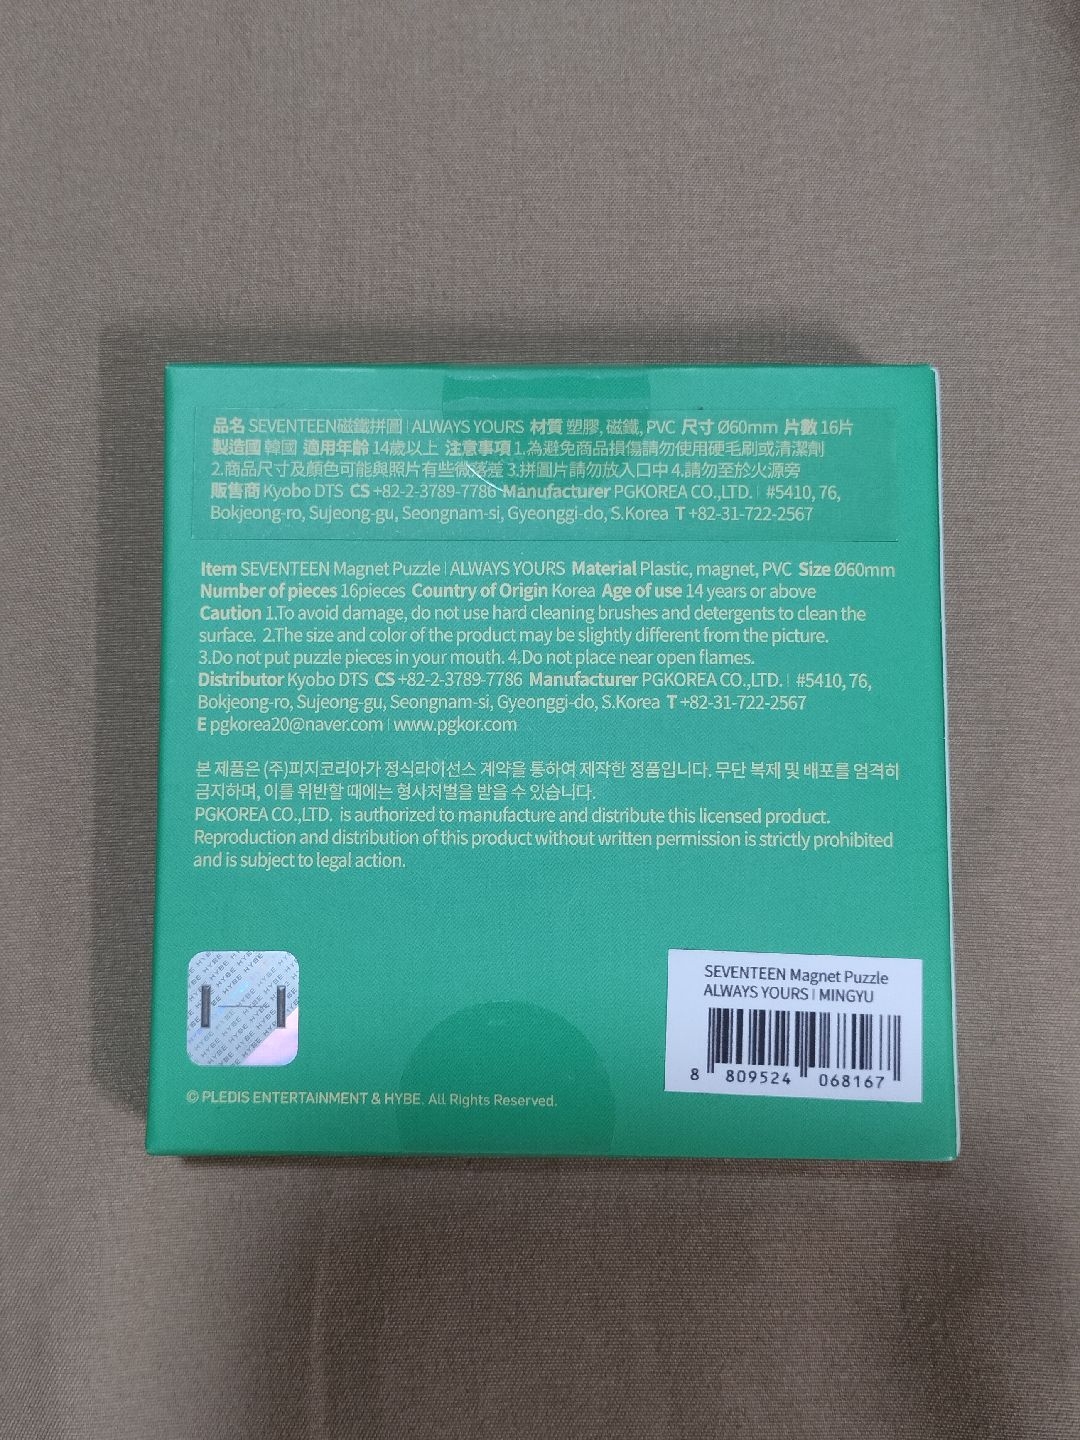 品名 SEVENTEEN磁鐵拼圖 | ALWAYS YOURS 材質 塑膠, 磁鐵, PVC 尺寸 Ø60mm 片數 16片
製造國 韓國 適用年齡 14歲以上 注意事項 1.為避免商品損傷請勿使用硬毛刷或清潔劑
2.商品尺寸及顏色可能與照片有些微落差 3.拼圖片請勿放入口中 4.請勿至於火源旁
販售商 Kyobo DTS CS +82-2-3789-7786 Manufacturer PGKOREA CO.,LTD. | #5410, 76,
Bokjeong-ro, Sujeong-gu, Seongnam-si, Gyeonggi-do, S.Korea T +82-31-722-2567
Item SEVENTEEN Magnet Puzzle | ALWAYS YOURS Material Plastic, magnet, PVC Size Ø60mm
Number of pieces 16pieces Country of Origin Korea Age of use 14 years or above
Caution 1.To avoid damage, do not use hard cleaning brushes and detergents to clean the
surface. 2.The size and color of the product may be slightly different from the picture.
3.Do not put puzzle pieces in your mouth. 4.Do not place near open flames.
Distributor Kyobo DTS CS +82-2-3789-7786 Manufacturer PGKOREA CO.,LTD. | #5410, 76,
Bokjeong-ro, Sujeong-gu, Seongnam-si, Gyeonggi-do, S.Korea T +82-31-722-2567
E pgkorea20@naver.com | www.pgkor.com
본 제품은 (주)피지코리아가 정식라이선스 계약을 통하여 제작한 정품입니다. 무단 복제 및 배포를 엄격히
금지하며, 이를 위반할 때에는 형사처벌을 받을 수 있습니다.
PGKOREA CO.,LTD. is authorized to manufacture and distribute this licensed product.
Reproduction and distribution of this product without written permission is strictly prohibited
and is subject to legal action.
HYBE
SEVENTEEN Magnet Puzzle
ALWAYS YOURS | MINGYU
8 809524 068167
© PLEDIS ENTERTAINMENT & HYBE. All Rights Reserved.